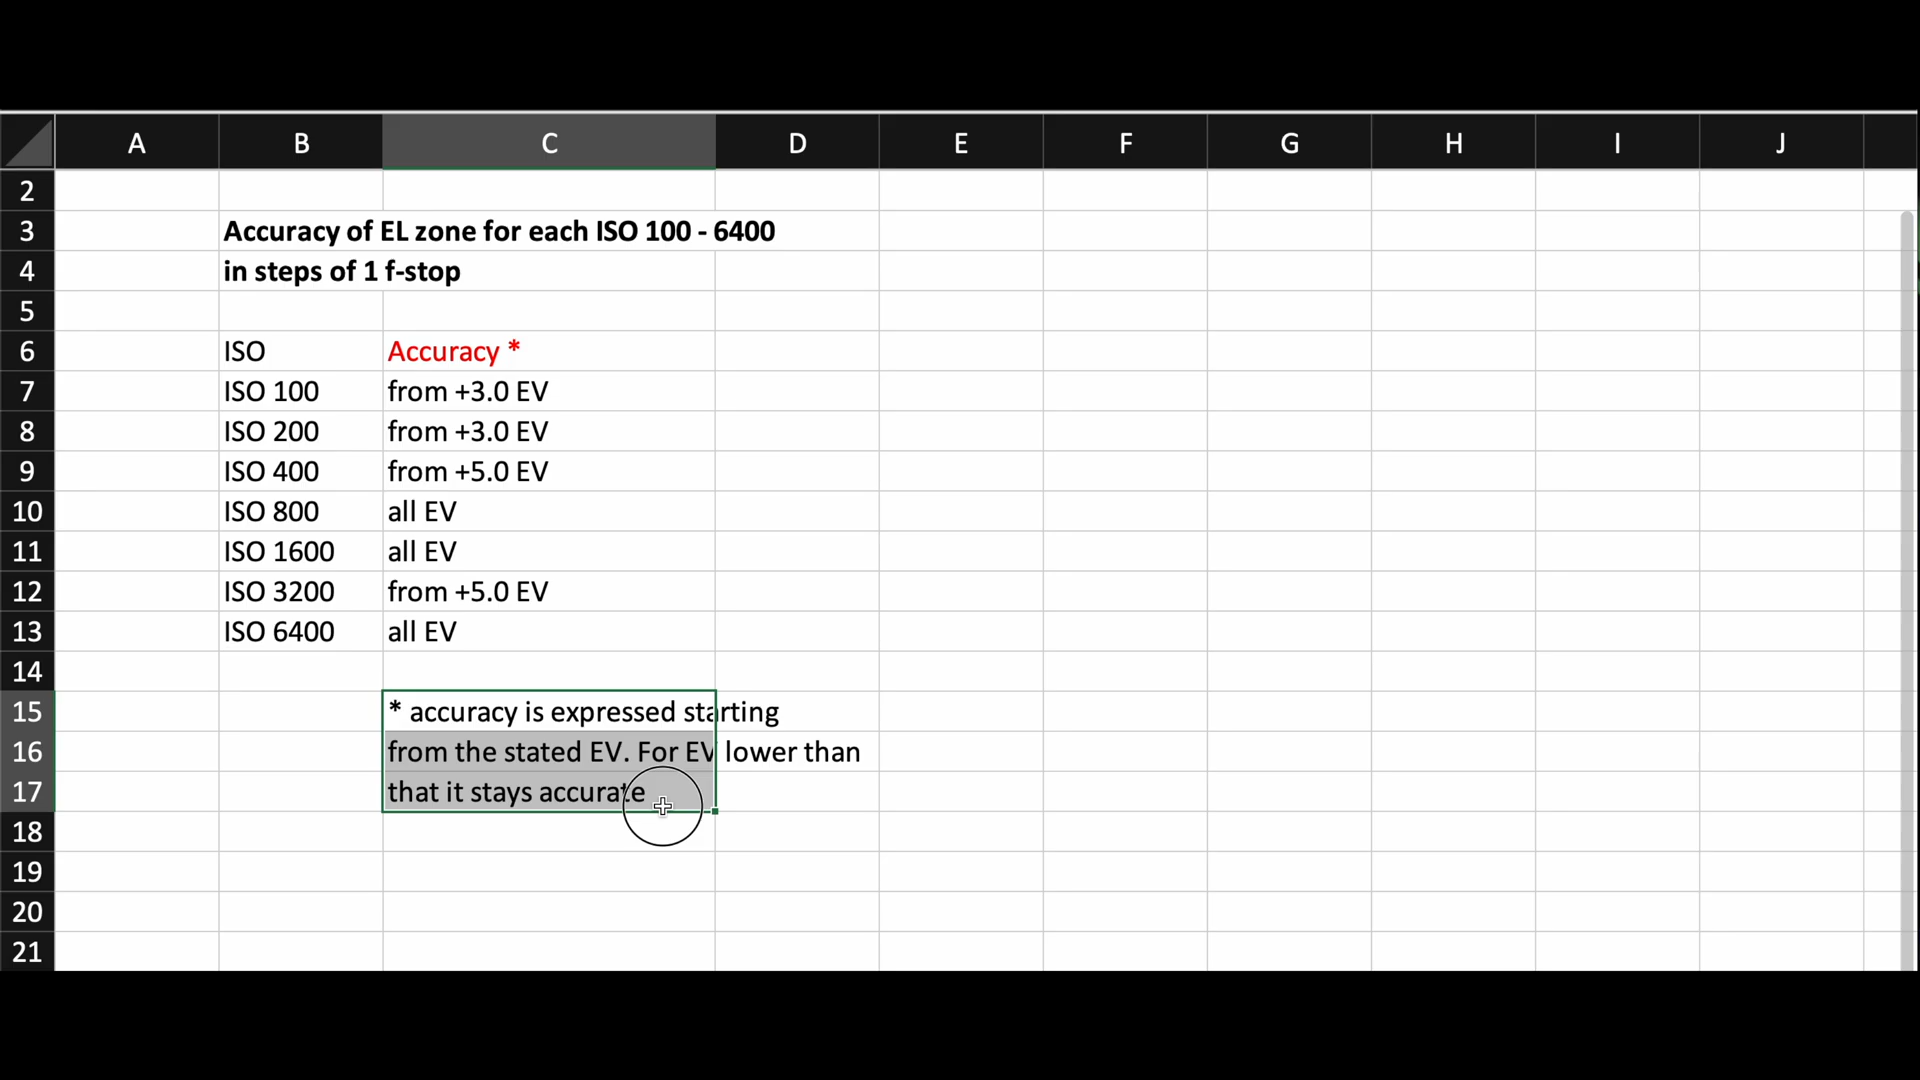 A B C D E F G H I J
2
3 Accuracy of EL zone for each ISO 100 - 6400
4 in steps of 1 f-stop
5
6 ISO Accuracy *
7 ISO 100 from +3.0 EV
8 ISO 200 from +3.0 EV
9 ISO 400 from +5.0 EV
10 ISO 800 all EV
11 ISO 1600 all EV
12 ISO 3200 from +5.0 EV
13 ISO 6400 all EV
14
15 * accuracy is expressed starting
16 from the stated EV. For EV lower than
17 that it stays accurate
18
19
20
21